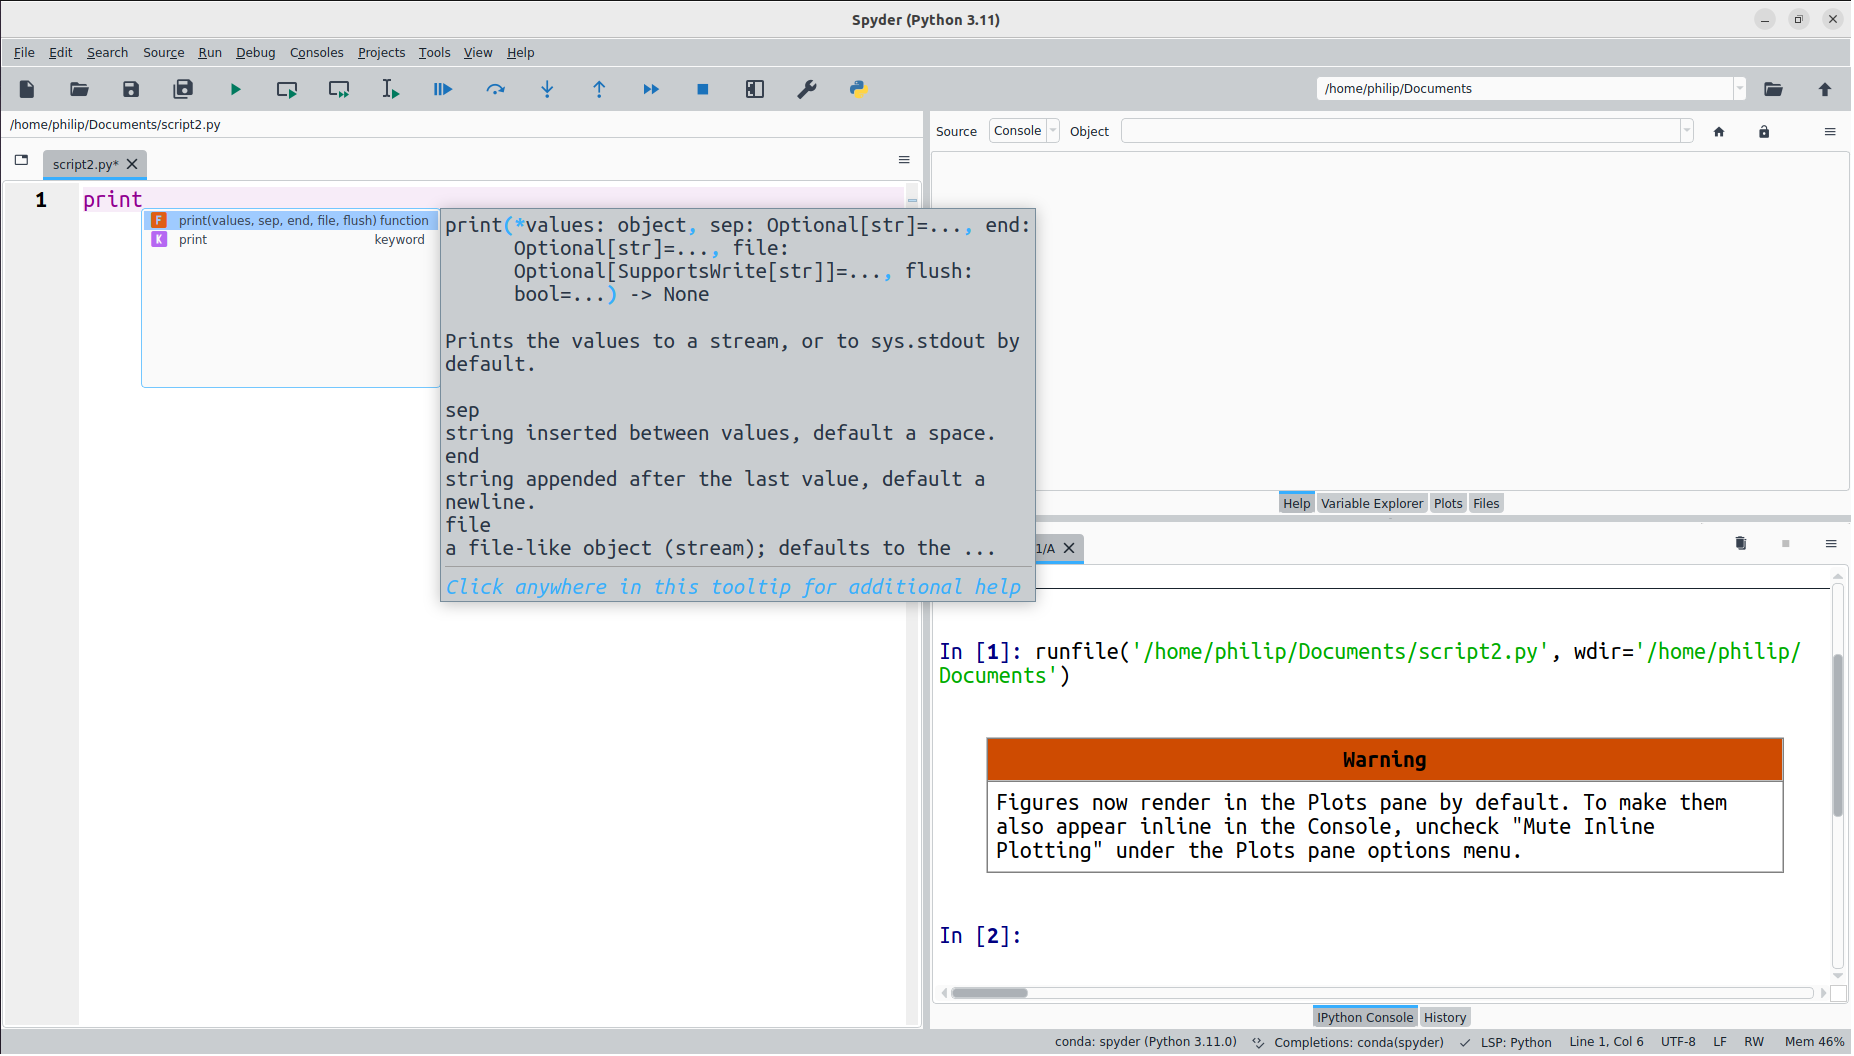 Spyder (Python 3.11)
File Edit Search Source Run Debug Consoles Projects Tools View Help
/home/philip/Documents
/home/philip/Documents/script2.py
script2.py*
1 print
F print(values, sep, end, file, flush) function
K print keyword
print(*values: object, sep: Optional[str]=..., end:
Optional[str]=..., file:
Optional[SupportsWrite[str]]=..., flush:
bool=...) -> None
Prints the values to a stream, or to sys.stdout by
default.
sep
string inserted between values, default a space.
end
string appended after the last value, default a
newline.
file
a file-like object (stream); defaults to the ...
Click anywhere in this tooltip for additional help
Source Console Object
Help Variable Explorer Plots Files
1/A
In [1]: runfile('/home/philip/Documents/script2.py', wdir='/home/philip/
Documents')
Warning
Figures now render in the Plots pane by default. To make them
also appear inline in the Console, uncheck "Mute Inline
Plotting" under the Plots pane options menu.
In [2]:
IPython Console History
conda: spyder (Python 3.11.0) Completions: conda(spyder) LSP: Python Line 1, Col 6 UTF-8 LF RW Mem 46%